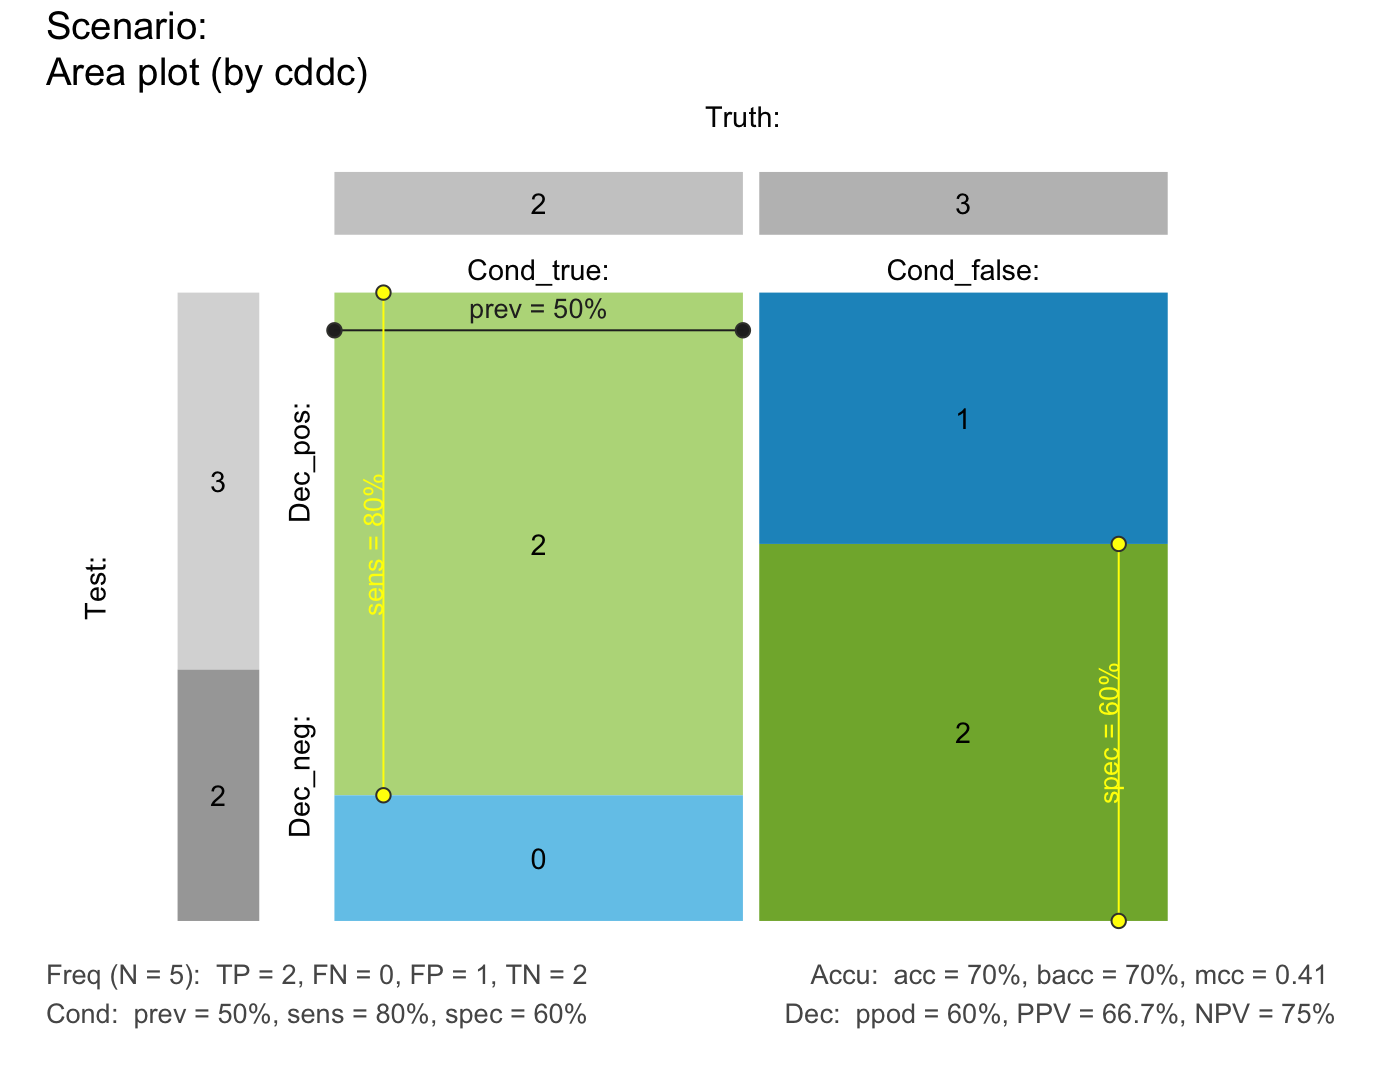 Scenario:
Area plot (by cddc)
Truth:
2
3
Cond_true:
Cond_false:
prev = 50%
Test:
3
2
Dec_pos:
Dec_neg:
sens = 80%
2
0
1
2
spec = 60%
Freq (N = 5):  TP = 2, FN = 0, FP = 1, TN = 2
Cond:  prev = 50%, sens = 80%, spec = 60%
Accu:  acc = 70%, bacc = 70%, mcc = 0.41
Dec:  ppod = 60%, PPV = 66.7%, NPV = 75%